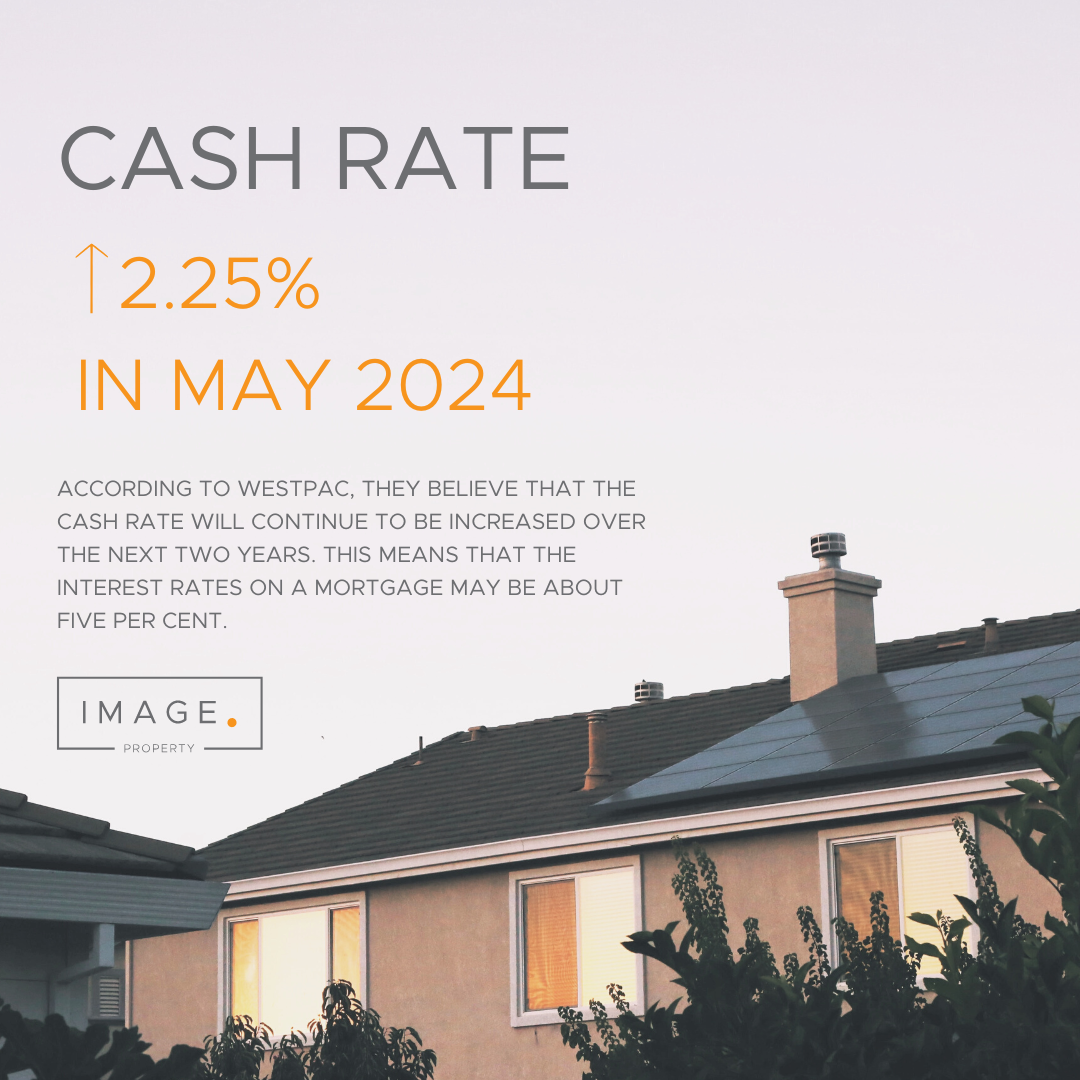 CASH RATE
↑2.25%
IN MAY 2024
ACCORDING TO WESTPAC, THEY BELIEVE THAT THE
CASH RATE WILL CONTINUE TO BE INCREASED OVER
THE NEXT TWO YEARS. THIS MEANS THAT THE
INTEREST RATES ON A MORTGAGE MAY BE ABOUT
FIVE PER CENT.
IMAGE.
PROPERTY